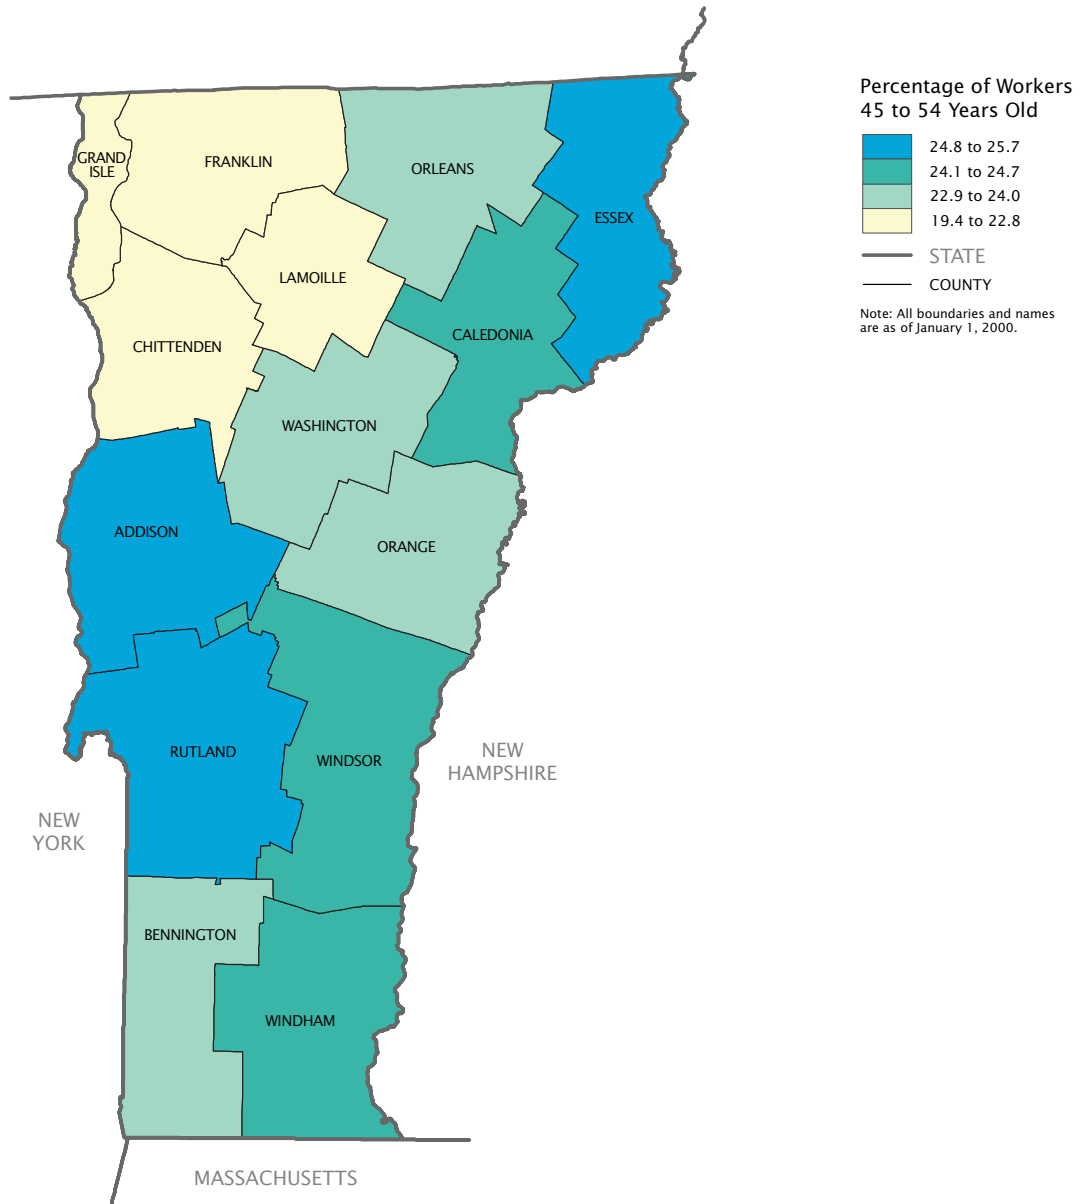 Percentage of Workers
45 to 54 Years Old
24.8 to 25.7
24.1 to 24.7
22.9 to 24.0
19.4 to 22.8
STATE
COUNTY
Note: All boundaries and names
are as of January 1, 2000.
GRAND
ISLE
FRANKLIN
ORLEANS
ESSEX
LAMOILLE
CHITTENDEN
CALEDONIA
WASHINGTON
ADDISON
ORANGE
RUTLAND
WINDSOR
NEW
HAMPSHIRE
NEW
YORK
BENNINGTON
WINDHAM
MASSACHUSETTS